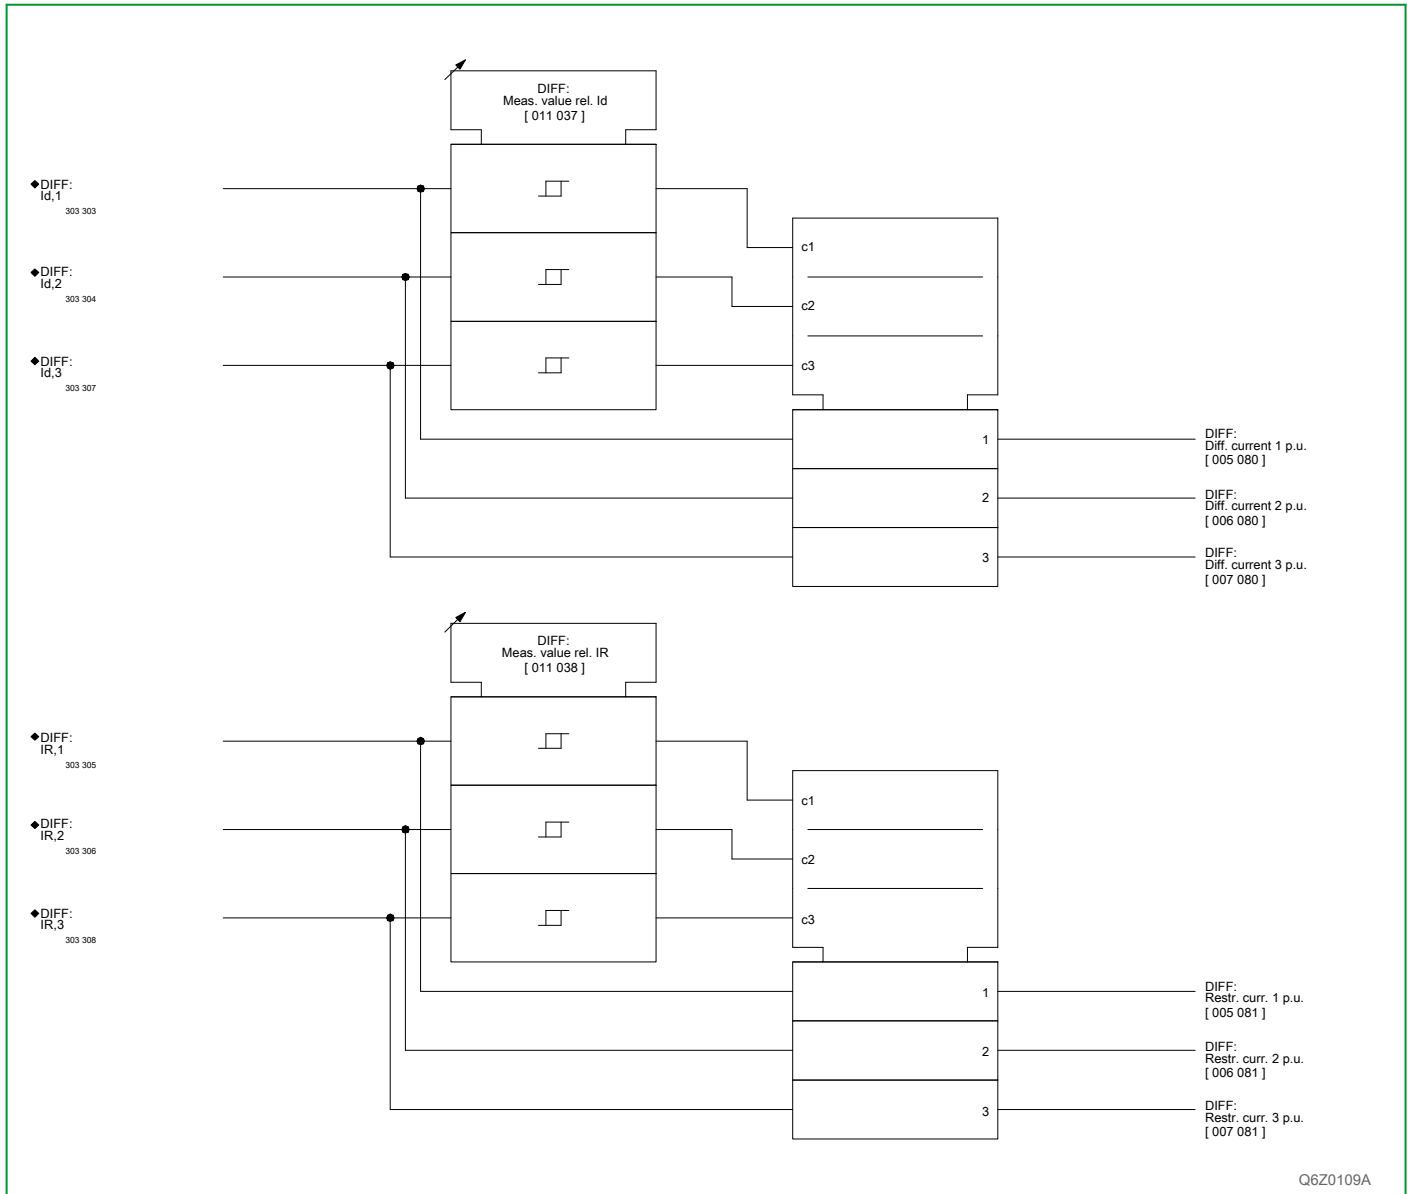 DIFF:
Meas. value rel. Id
[ 011 037 ]
◆DIFF:
Id,1
303 303
◆DIFF:
Id,2
303 304
◆DIFF:
Id,3
303 307
c1
c2
c3
1
2
3
DIFF:
Diff. current 1 p.u.
[ 005 080 ]
DIFF:
Diff. current 2 p.u.
[ 006 080 ]
DIFF:
Diff. current 3 p.u.
[ 007 080 ]
DIFF:
Meas. value rel. IR
[ 011 038 ]
◆DIFF:
IR,1
303 305
◆DIFF:
IR,2
303 306
◆DIFF:
IR,3
303 308
c1
c2
c3
1
2
3
DIFF:
Restr. curr. 1 p.u.
[ 005 081 ]
DIFF:
Restr. curr. 2 p.u.
[ 006 081 ]
DIFF:
Restr. curr. 3 p.u.
[ 007 081 ]
Q6Z0109A